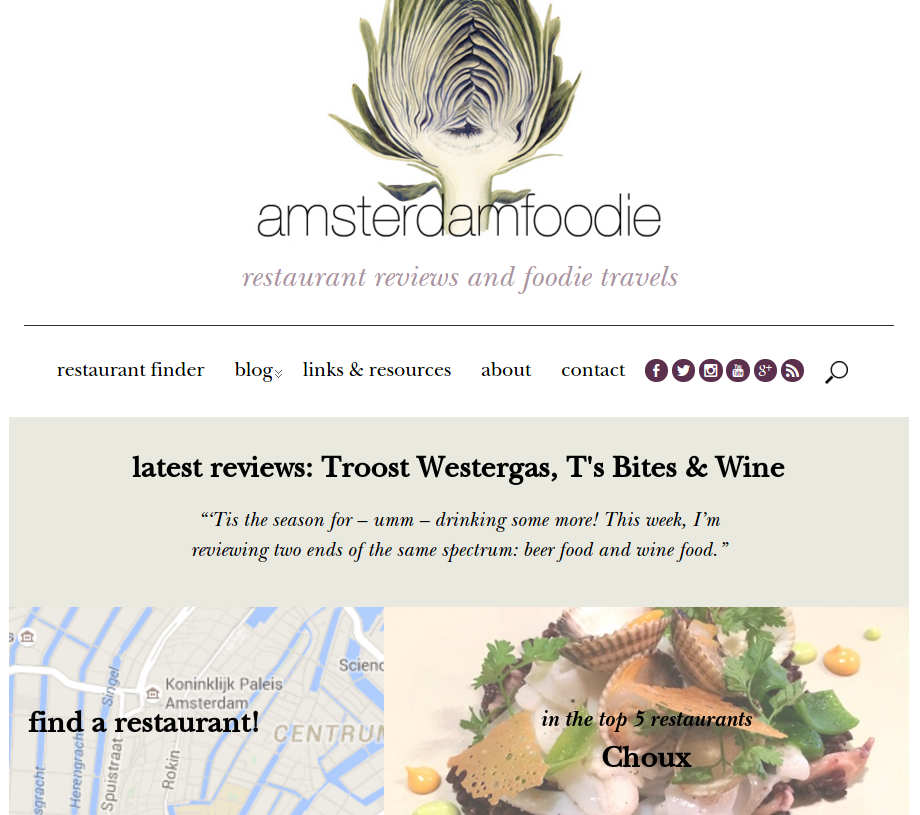 amsterdamfoodie
restaurant reviews and foodie travels
restaurant finder blog links & resources about contact
latest reviews: Troost Westergas, T's Bites & Wine
“‘Tis the season for – umm – drinking some more! This week, I’m
reviewing two ends of the same spectrum: beer food and wine food.”
s
Scienc
Singel
Koninklijk Paleis
Amsterdam
find a restaurant!
CENTRUM
sgracht
Herengracht
Spuistraat
Rokin
in the top 5 restaurants
Choux